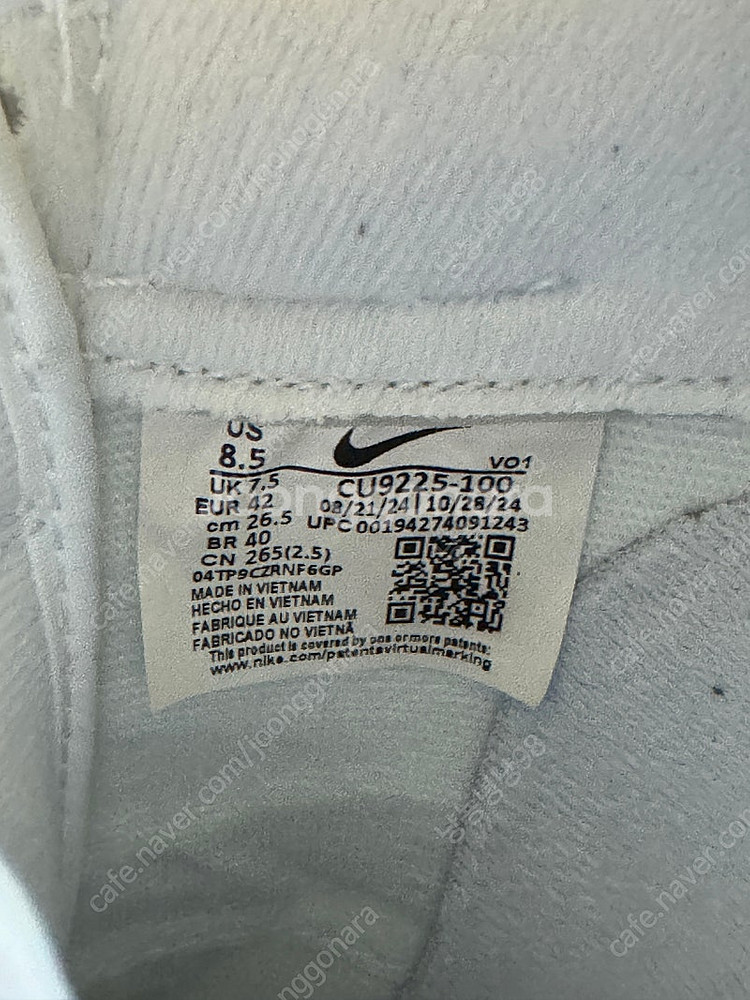 US
8.5
UK 7.5
EUR 42
cm 26.5
BR 40
CN 265(2.5)
04TP9CZRNF6GP
MADE IN VIETNAM
HECHO EN VIETNAM
FABRIQUE AU VIETNAM
FABRICADO NO VIETNÃ
This product is covered by one or more patents:
www.nike.com/patentsvirtualmarking
VO1
CU9225-100
08/21/24 | 10/28/24
UPC 00194274091243
cafe.naver.com/joonggonara